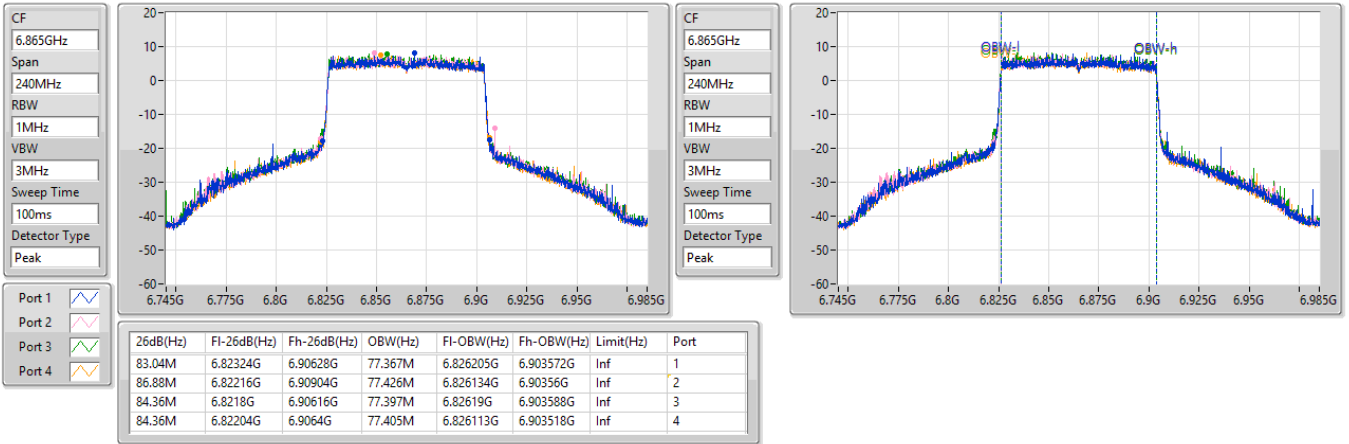 CF
6.865GHz
Span
240MHz
RBW
1MHz
VBW
3MHz
Sweep Time
100ms
Detector Type
Peak
20
10
0
-10
-20
-30
-40
-50
-60
6.745G 6.775G 6.8G 6.825G 6.85G 6.875G 6.9G 6.925G 6.95G 6.985G
CF
6.865GHz
Span
240MHz
RBW
1MHz
VBW
3MHz
Sweep Time
100ms
Detector Type
Peak
20
10
0
-10
-20
-30
-40
-50
-60
OBW-l OBW-h
6.745G 6.775G 6.8G 6.825G 6.85G 6.875G 6.9G 6.925G 6.95G 6.985G
Port 1
Port 2
Port 3
Port 4
26dB(Hz) Fl-26dB(Hz) Fh-26dB(Hz) OBW(Hz) Fl-OBW(Hz) Fh-OBW(Hz) Limit(Hz) Port
83.04M 6.82324G 6.90628G 77.367M 6.826205G 6.903572G Inf 1
86.88M 6.82216G 6.90904G 77.426M 6.826134G 6.90356G Inf 2
84.36M 6.8218G 6.90616G 77.397M 6.82619G 6.903588G Inf 3
84.36M 6.82204G 6.9064G 77.405M 6.826113G 6.903518G Inf 4